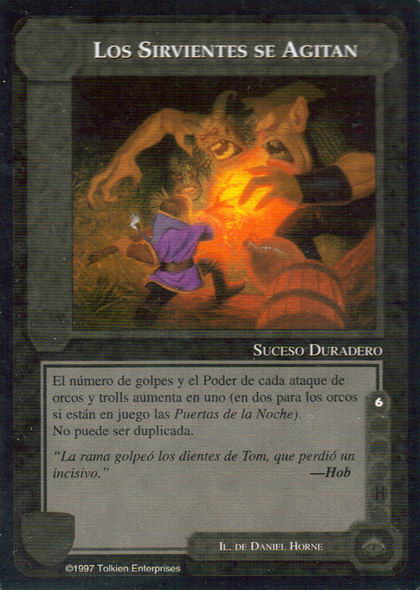 Los Sirvientes se Agitan
Suceso Duradero
El número de golpes y el Poder de cada ataque de
orcos y trolls aumenta en uno (en dos para los orcos
si están en juego las Puertas de la Noche).
No puede ser duplicada.
6
“La rama golpeó los dientes de Tom, que perdió un
incisivo.” —Hob
Il. de Daniel Horne
©1997 Tolkien Enterprises